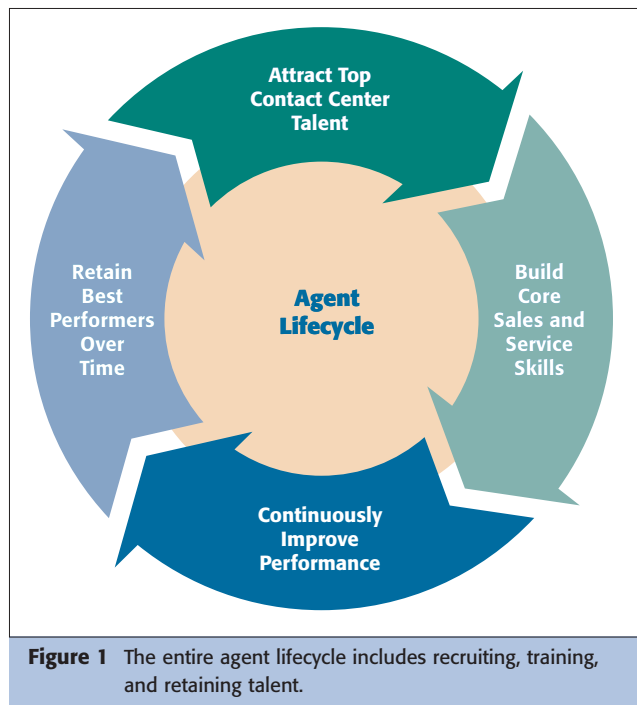 Attract Top
Contact Center
Talent
Build
Core
Sales and
Service
Skills
Continuously
Improve
Performance
Retain
Best
Performers
Over
Time
Agent
Lifecycle
Figure 1 The entire agent lifecycle includes recruiting, training,
and retaining talent.